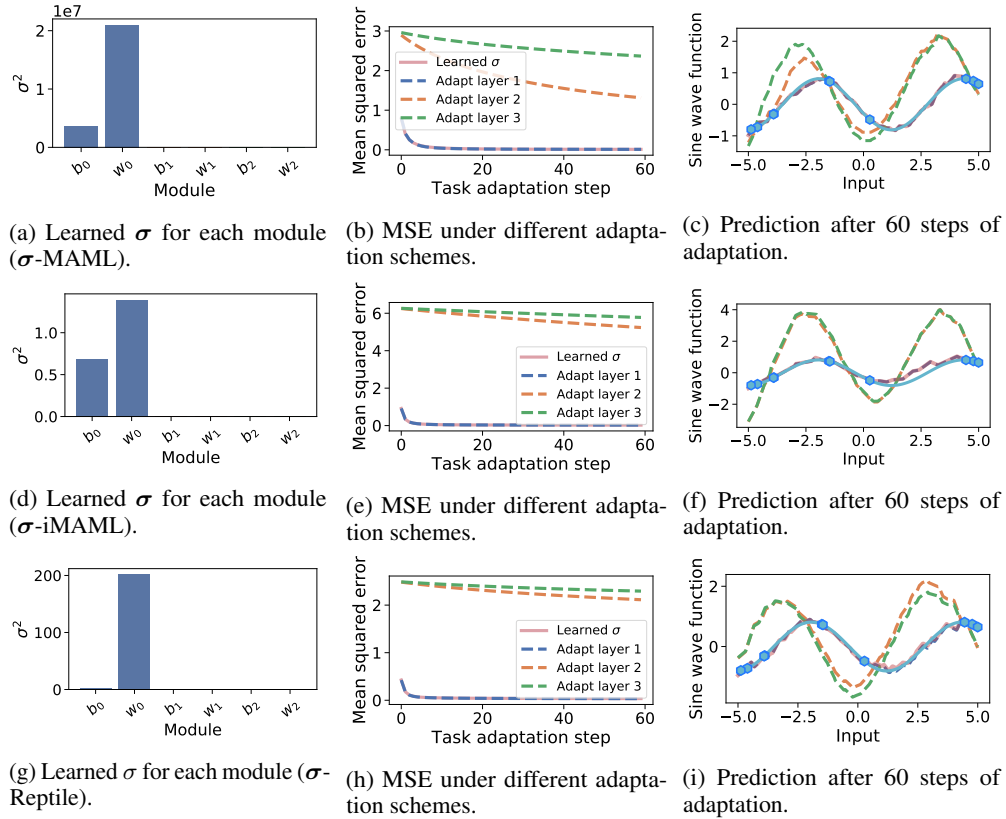 1e7
2
1
0
σ²
b₀
w₀
b₁
w₁
b₂
w₂
Module
(a) Learned σ for each module
(σ-MAML).
3
2
1
0
Mean squared error
Learned σ
Adapt layer 1
Adapt layer 2
Adapt layer 3
0
20
40
60
Task adaptation step
(b) MSE under different adapta-
tion schemes.
2
1
0
−1
Sine wave function
−5.0
−2.5
0.0
2.5
5.0
Input
(c) Prediction after 60 steps of
adaptation.
1.0
0.5
0.0
σ²
b₀
w₀
b₁
w₁
b₂
w₂
Module
(d) Learned σ for each module
(σ-iMAML).
6
4
2
0
Mean squared error
Learned σ
Adapt layer 1
Adapt layer 2
Adapt layer 3
0
20
40
60
Task adaptation step
(e) MSE under different adapta-
tion schemes.
4
2
0
−2
Sine wave function
−5.0
−2.5
0.0
2.5
5.0
Input
(f) Prediction after 60 steps of
adaptation.
200
100
0
σ²
b₀
w₀
b₁
w₁
b₂
w₂
Module
(g) Learned σ for each module (σ-
Reptile).
2
1
0
Mean squared error
Learned σ
Adapt layer 1
Adapt layer 2
Adapt layer 3
0
20
40
60
Task adaptation step
(h) MSE under different adapta-
tion schemes.
2
0
Sine wave function
−5.0
−2.5
0.0
2.5
5.0
Input
(i) Prediction after 60 steps of
adaptation.